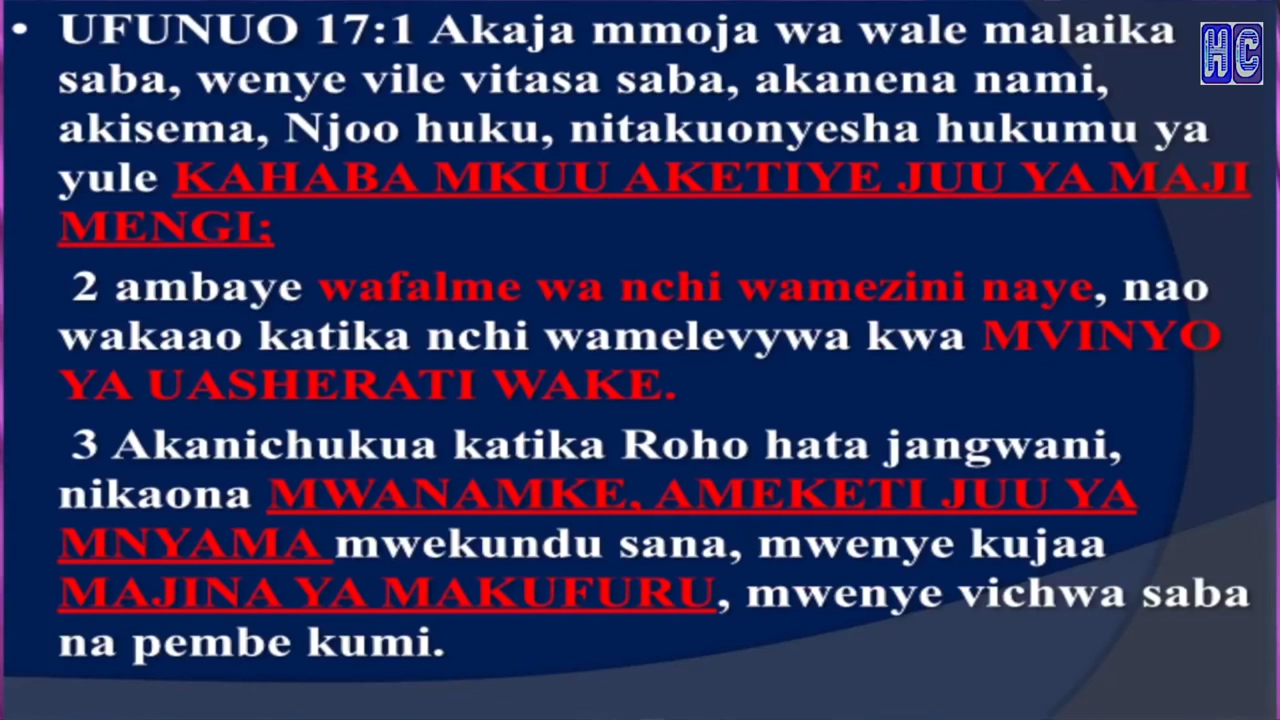 • UFUNUO 17:1 Akaja mmoja wa wale malaika
HC
saba, wenye vile vitasa saba, akanena nami,
akisema, Njoo huku, nitakuonyesha hukumu ya
yule KAHABA MKUU AKETIYE JUU YA MAJI
MENGI;
2 ambaye wafalme wa nchi wamezini naye, nao
wakaao katika nchi wamelevywa kwa MVINYO
YA UASHERATI WAKE.
3 Akanichukua katika Roho hata jangwani,
nikaona MWANAMKE, AMEKETI JUU YA
MNYAMA mwekundu sana, mwenye kujaa
MAJINA YA MAKUFURU, mwenye vichwa saba
na pembe kumi.